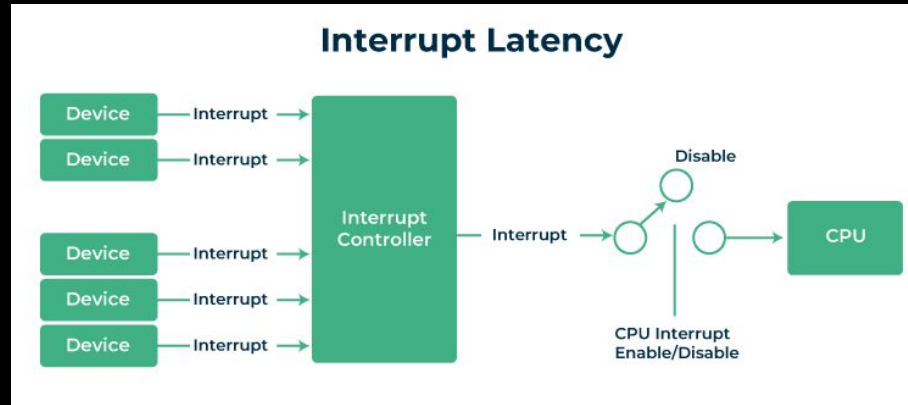 Interrupt Latency
Device
Interrupt
Device
Interrupt
Device
Interrupt
Device
Interrupt
Device
Interrupt
Interrupt
Controller
Interrupt
Disable
CPU Interrupt
Enable/Disable
CPU